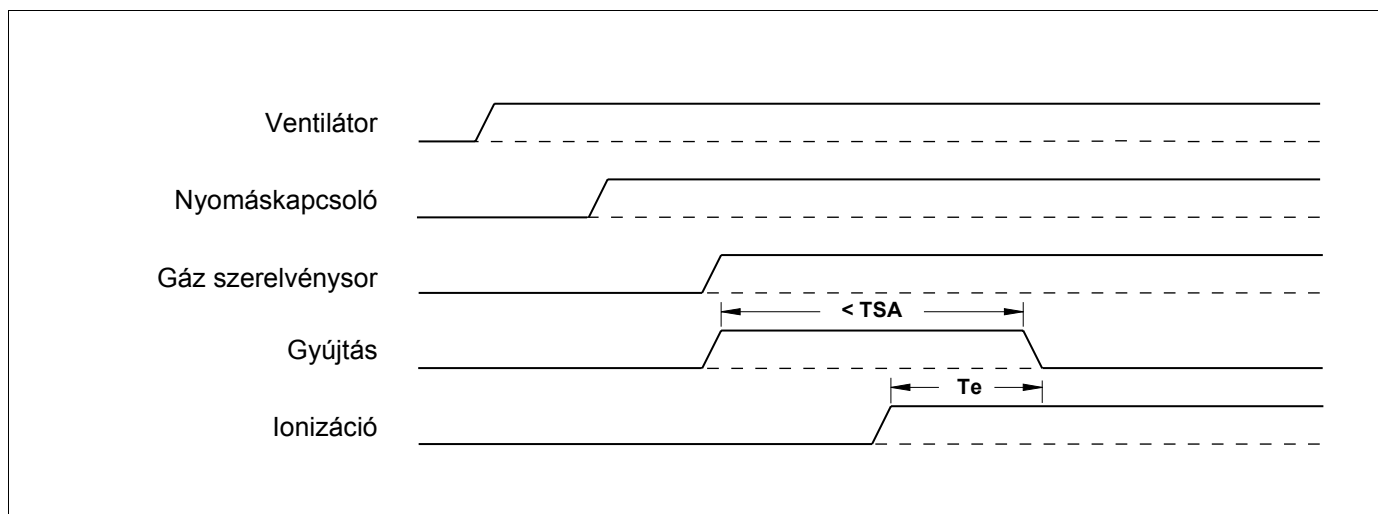 Ventilátor
Nyomáskapcsoló
Gáz szerelvénysor
< TSA
Gyújtás
Te
Ionizáció